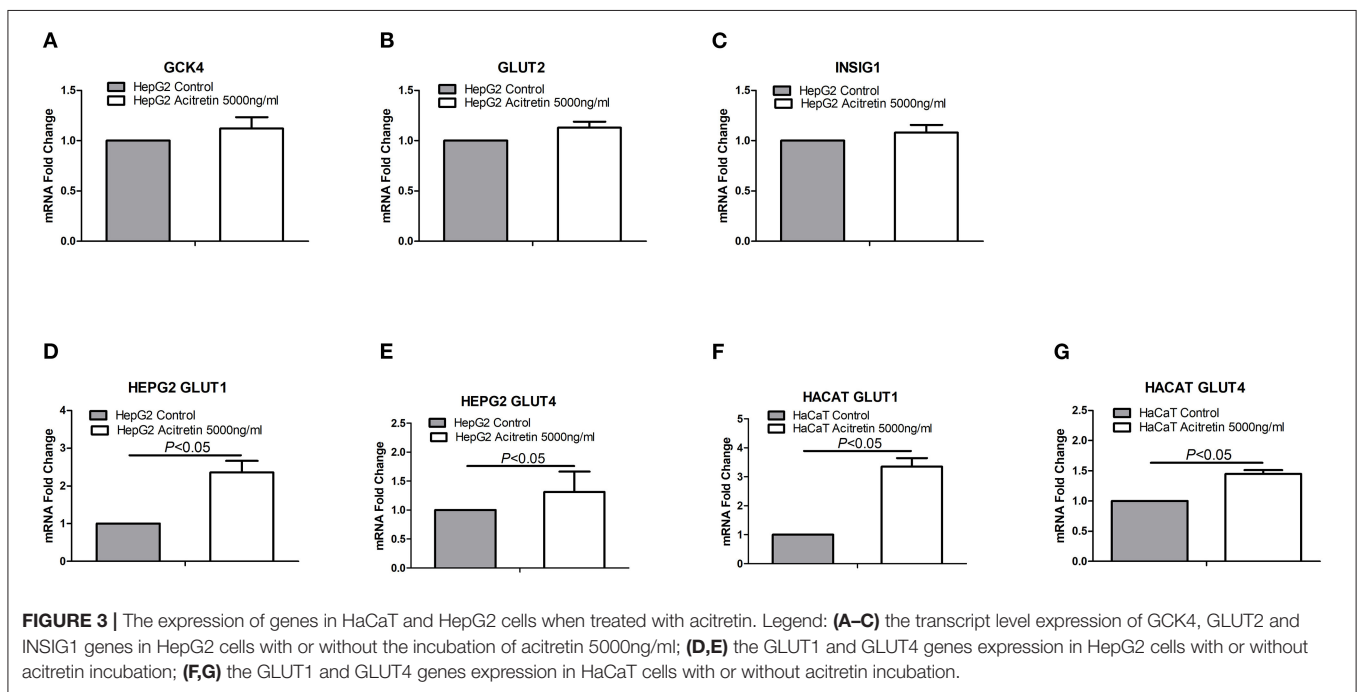 A
GCK4
HepG2 Control
HepG2 Acitretin 5000ng/ml
mRNA Fold Change
1.5
1.0
0.5
0.0
B
GLUT2
HepG2 Control
HepG2 Acitretin 5000ng/ml
mRNA Fold Change
1.5
1.0
0.5
0.0
C
INSIG1
HepG2 Control
HepG2 Acitretin 5000ng/ml
mRNA Fold Change
1.5
1.0
0.5
0.0
D
HEPG2 GLUT1
HepG2 Control
HepG2 Acitretin 5000ng/ml
P<0.05
mRNA Fold Change
4
3
2
1
0
E
HEPG2 GLUT4
HepG2 Control
HepG2 Acitretin 5000ng/ml
P<0.05
mRNA Fold Change
2.5
2.0
1.5
1.0
0.5
0.0
F
HACAT GLUT1
HaCaT Control
HaCaT Acitretin 5000ng/ml
P<0.05
mRNA Fold Change
5
4
3
2
1
0
G
HACAT GLUT4
HaCaT Control
HaCaT Acitretin 5000ng/ml
P<0.05
mRNA Fold Change
2.5
2.0
1.5
1.0
0.5
0.0
FIGURE 3 | The expression of genes in HaCaT and HepG2 cells when treated with acitretin. Legend: (A–C) the transcript level expression of GCK4, GLUT2 and
INSIG1 genes in HepG2 cells with or without the incubation of acitretin 5000ng/ml; (D,E) the GLUT1 and GLUT4 genes expression in HepG2 cells with or without
acitretin incubation; (F,G) the GLUT1 and GLUT4 genes expression in HaCaT cells with or without acitretin incubation.